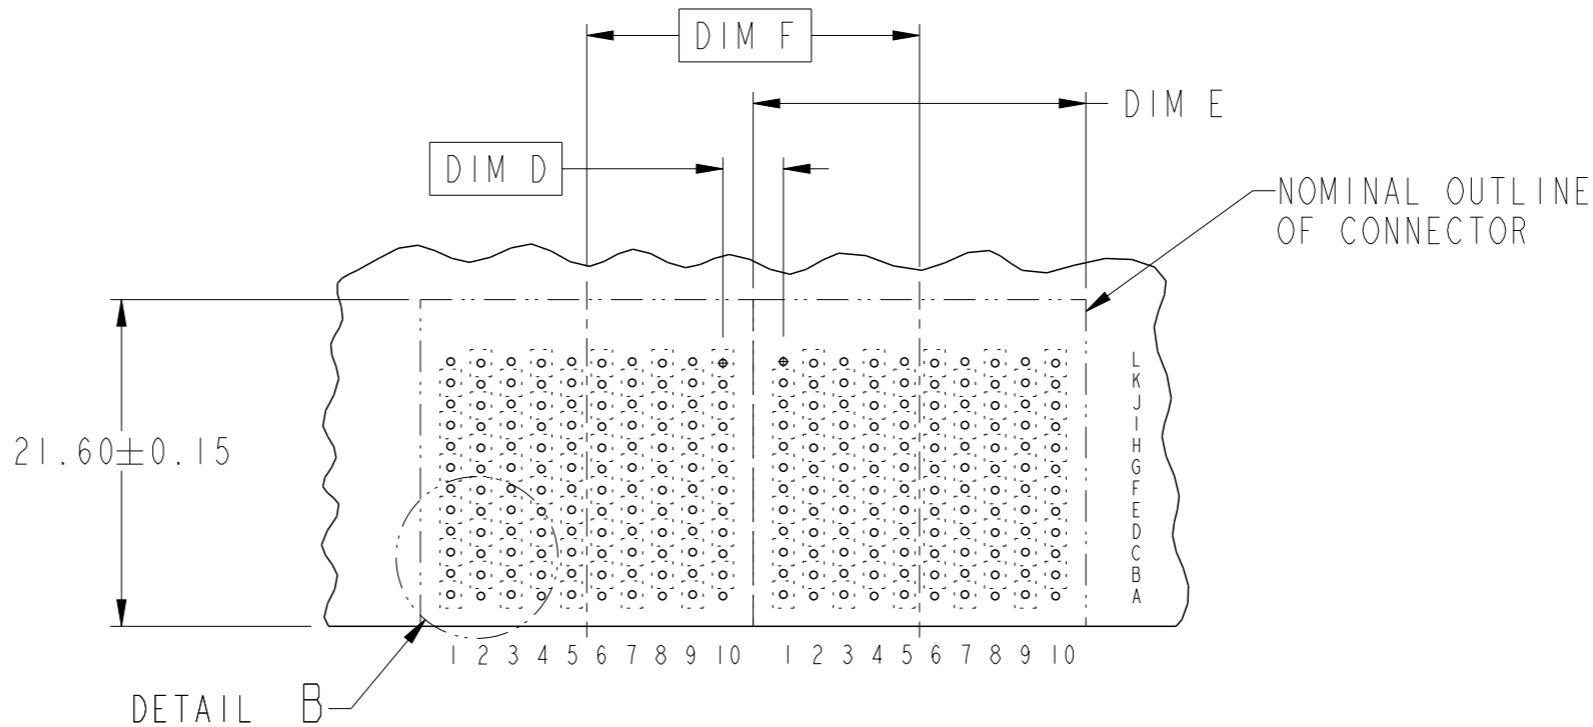 DIM F
DIM E
DIM D
NOMINAL OUTLINE
OF CONNECTOR
L
K
J
I
H
G
F
E
D
C
B
A
21.60±0.15
1 2 3 4 5 6 7 8 9 10 1 2 3 4 5 6 7 8 9 10
DETAIL B